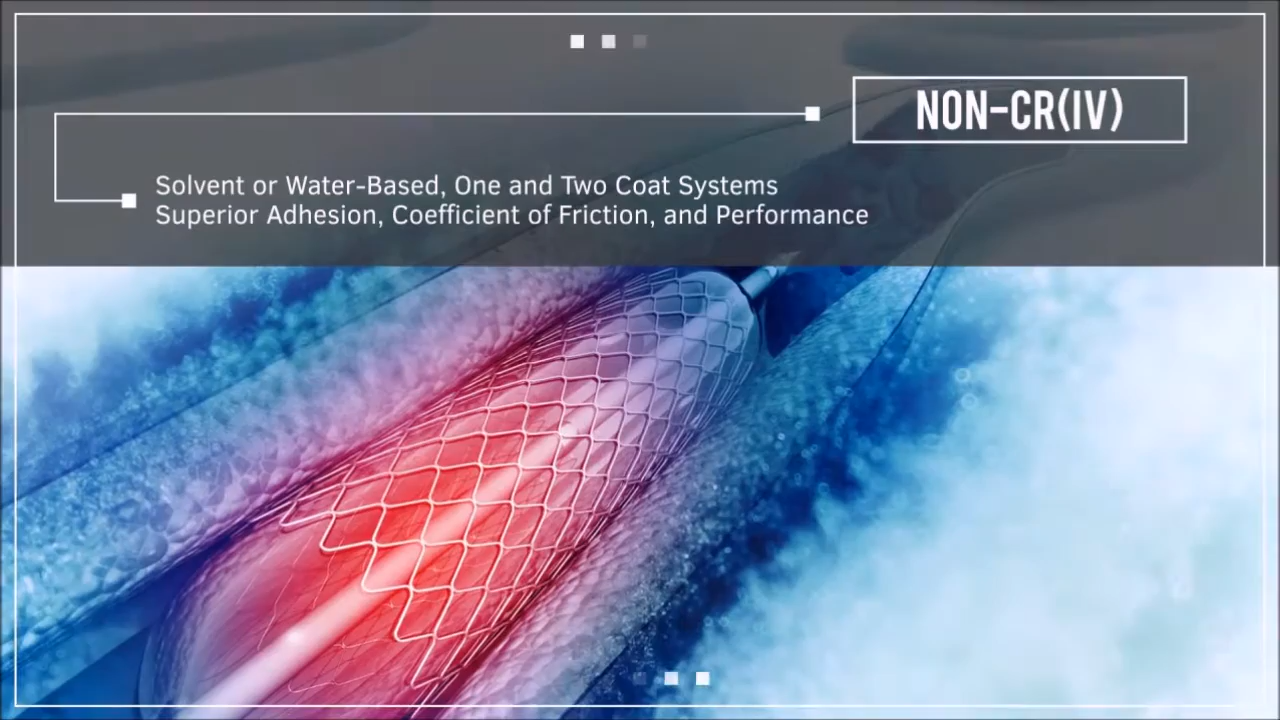 NON-CR(IV)
Solvent or Water-Based, One and Two Coat Systems
Superior Adhesion, Coefficient of Friction, and Performance